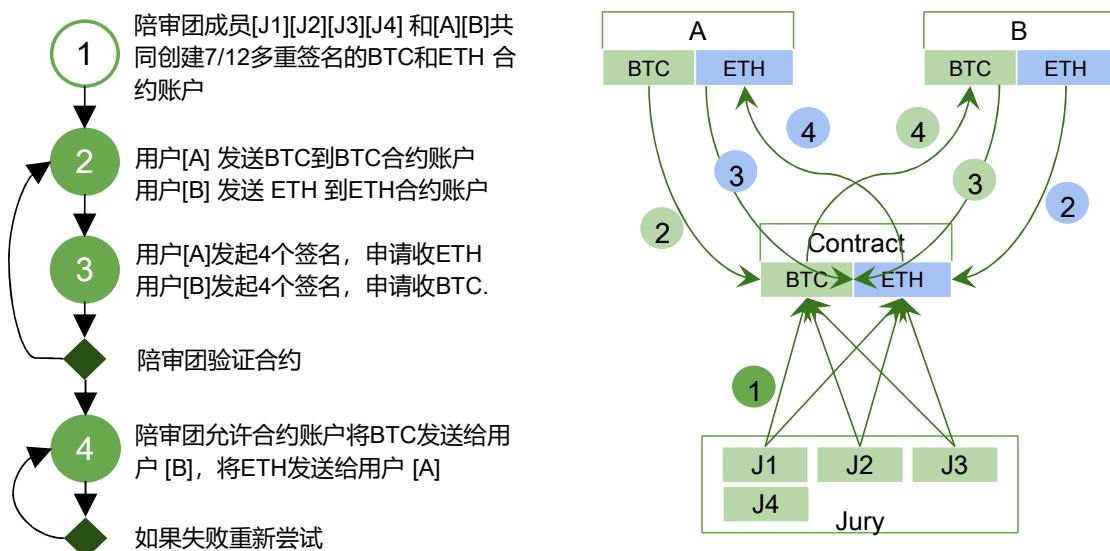 1
陪审团成员[J1][J2][J3][J4] 和[A][B]共
同创建7/12多重签名的BTC和ETH 合
约账户
2
用户[A] 发送BTC到BTC合约账户
用户[B] 发送 ETH 到ETH合约账户
3
用户[A]发起4个签名，申请收ETH
用户[B]发起4个签名，申请收BTC.
陪审团验证合约
4
陪审团允许合约账户将BTC发送给用
户 [B]，将ETH发送给用户 [A]
如果失败重新尝试
A
BTC ETH
B
BTC ETH
4
4
3
3
2
2
Contract
BTC ETH
1
J1 J2 J3
J4
Jury